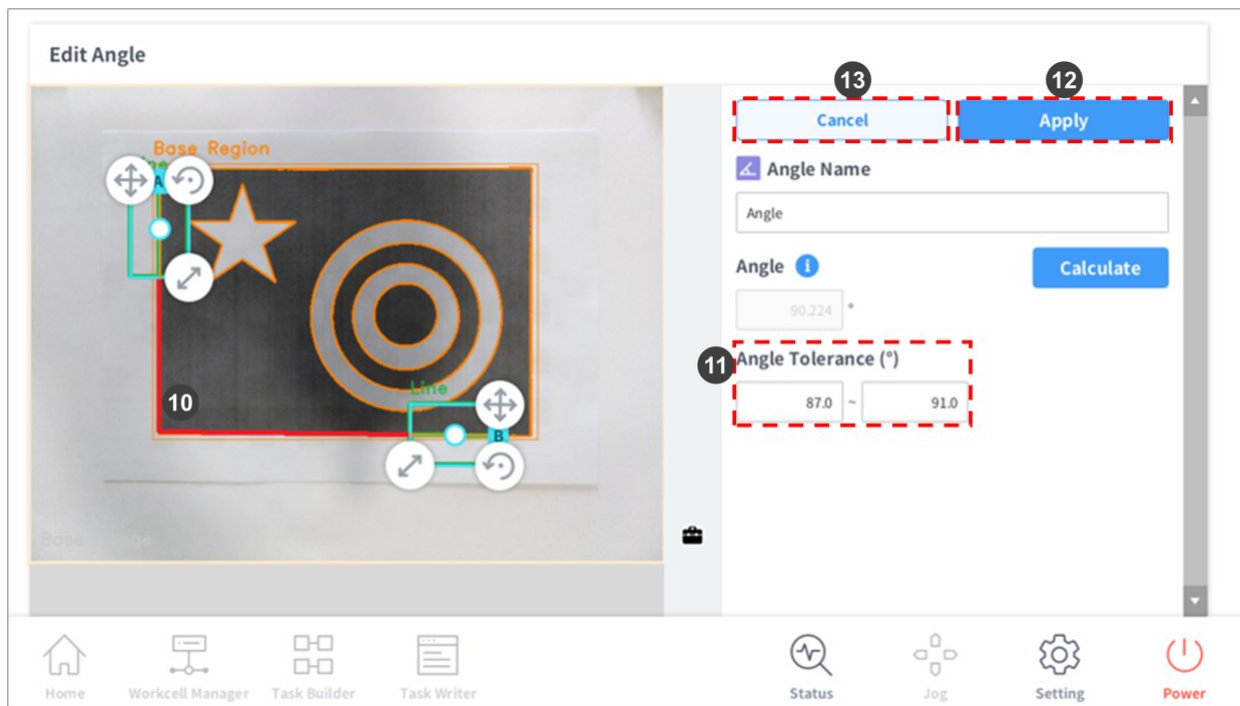 Edit Angle
13
12
Cancel
Apply
Base Region
A
Angle Name
Angle
Angle
Calculate
90.224 °
11
Angle Tolerance (°)
87.0 ~ 91.0
10
Line
B
Base
Home
Workcell Manager
Task Builder
Task Writer
Status
Jog
Setting
Power